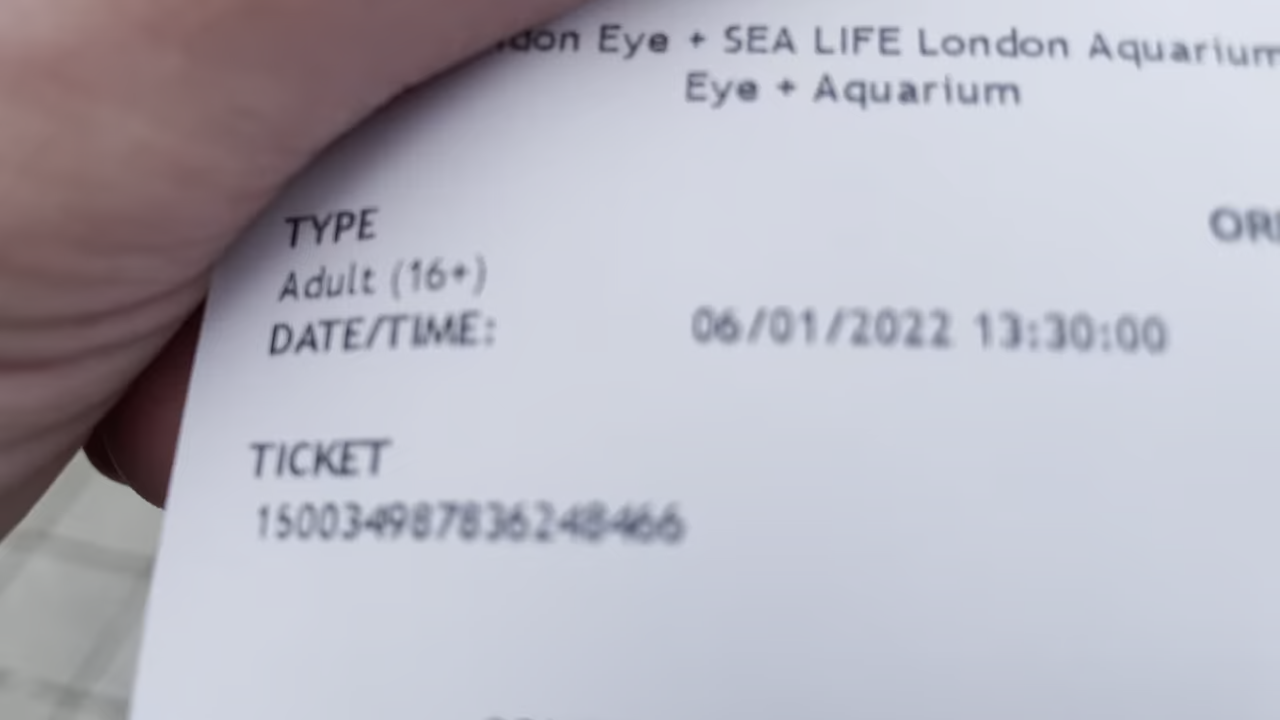 Eye + SEA LIFE London Aquarium
Eye + Aquarium
TYPE
Adult (16+)
DATE/TIME: 06/01/2022 13:30:00
TICKET
150034987836248466